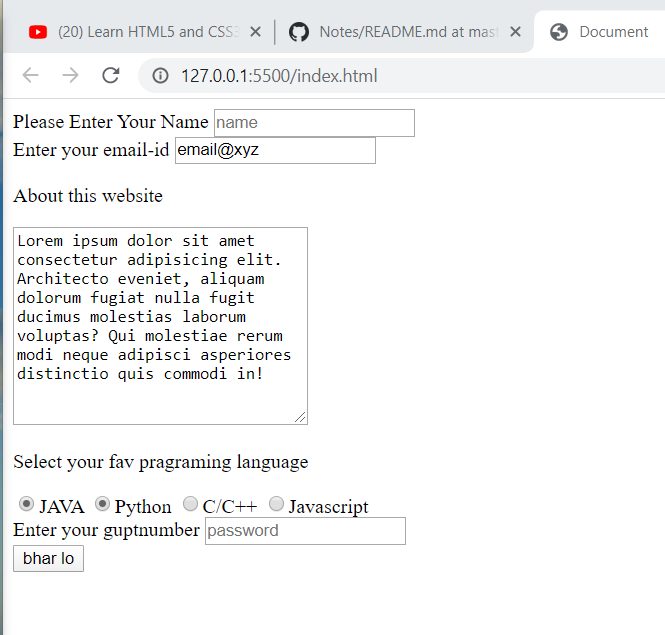 (20) Learn HTML5 and CSS3
Notes/README.md at mast
Document
127.0.0.1:5500/index.html
Please Enter Your Name name
Enter your email-id email@xyz
About this website
Lorem ipsum dolor sit amet
consectetur adipisicing elit.
Architecto eveniet, aliquam
dolorum fugiat nulla fugit
ducimus molestias laborum
voluptas? Qui molestiae rerum
modi neque adipisci asperiores
distinctio quis commodi in!
Select your fav pragraming language
JAVA Python C/C++ Javascript
Enter your guptnumber password
bhar lo